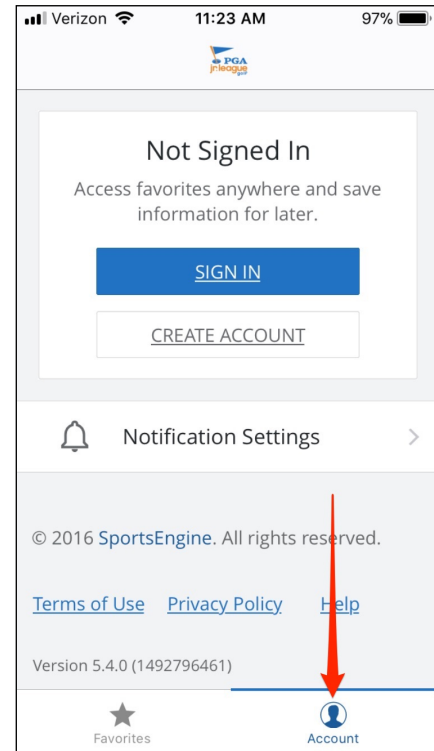 Verizon 11:23 AM 97%
PGA
jr.league
golf
Not Signed In
Access favorites anywhere and save
information for later.
SIGN IN
CREATE ACCOUNT
Notification Settings
© 2016 SportsEngine. All rights reserved.
Terms of Use Privacy Policy Help
Version 5.4.0 (1492796461)
Favorites Account